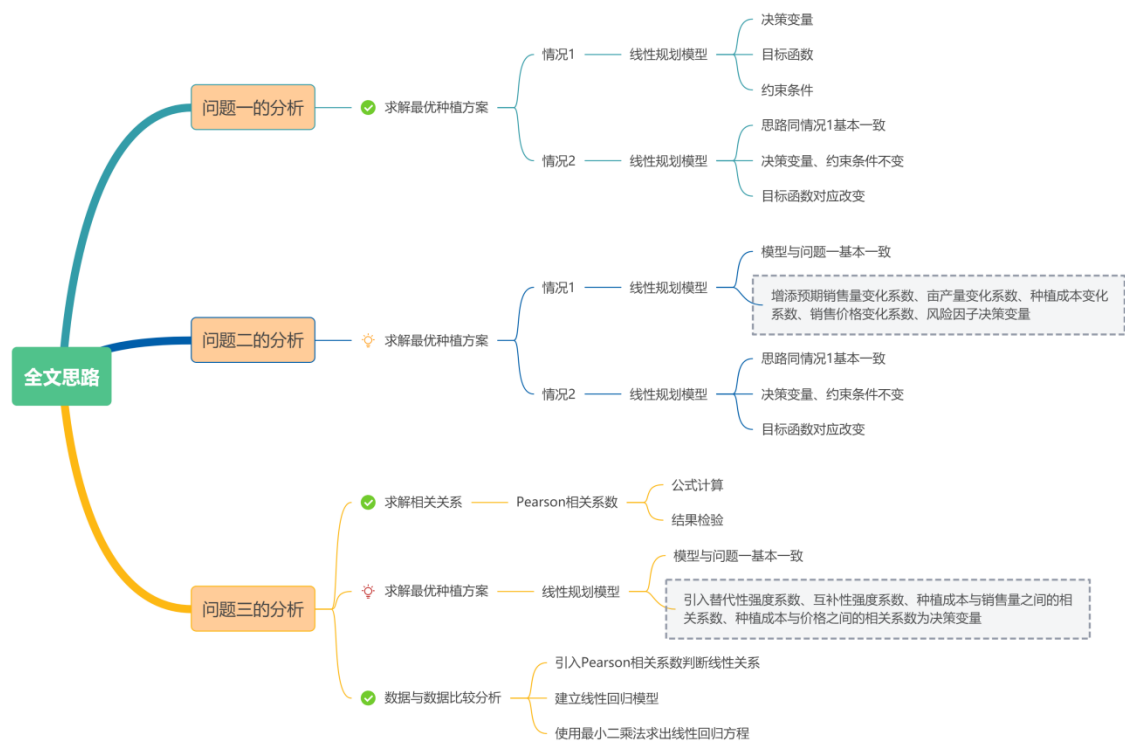 全文思路
问题一的分析
求解最优种植方案
情况1
线性规划模型
决策变量
目标函数
约束条件
情况2
线性规划模型
思路同情况1基本一致
决策变量、约束条件不变
目标函数对应改变
问题二的分析
求解最优种植方案
情况1
线性规划模型
模型与问题一基本一致
增添预期销售量变化系数、亩产量变化系数、种植成本变化
系数、销售价格变化系数、风险因子决策变量
情况2
线性规划模型
思路同情况1基本一致
决策变量、约束条件不变
目标函数对应改变
问题三的分析
求解相关关系
Pearson相关系数
公式计算
结果检验
求解最优种植方案
线性规划模型
模型与问题一基本一致
引入替代性强度系数、互补性强度系数、种植成本与销售量之间的相
关系数、种植成本与价格之间的相关系数为决策变量
数据与数据比较分析
引入Pearson相关系数判断线性关系
建立线性回归模型
使用最小二乘法求出线性回归方程